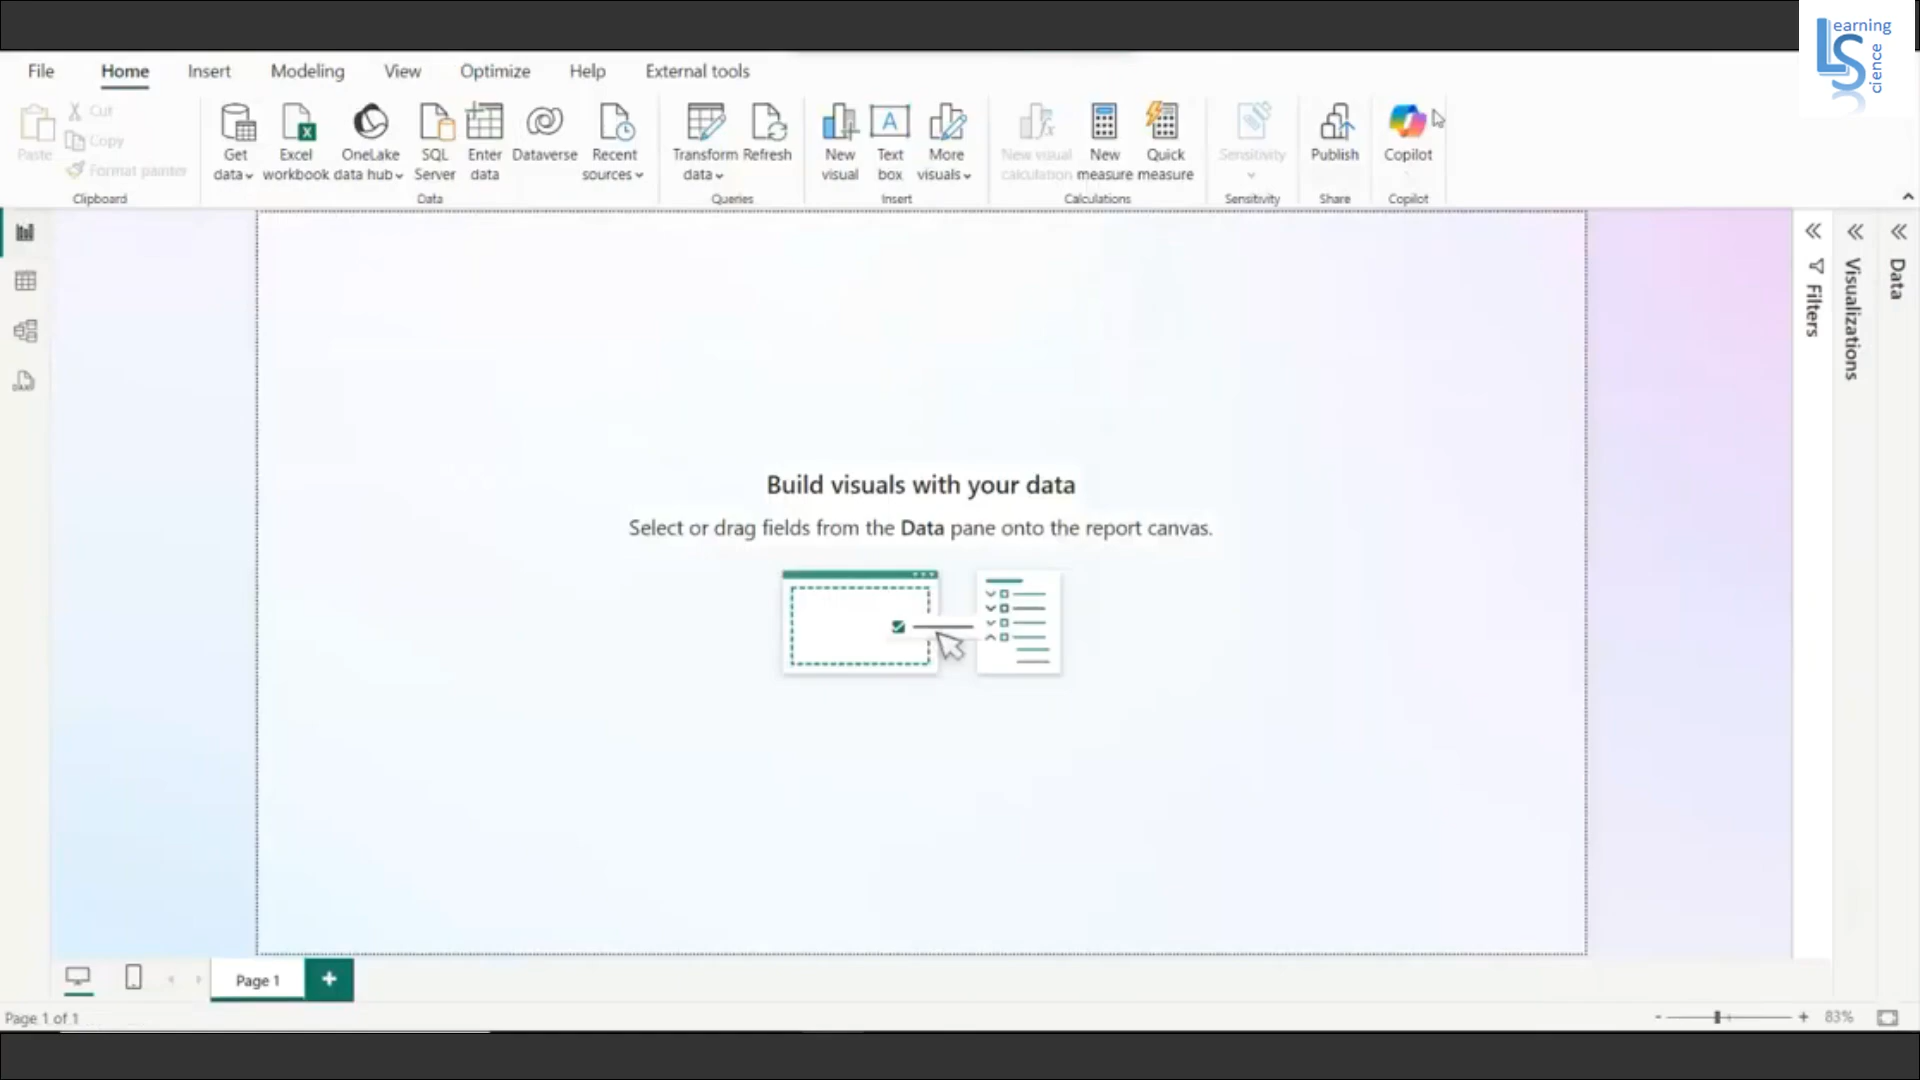 Learning
Science
File Home Insert Modeling View Optimize Help External tools
Paste
Cut
Copy
Format painter
Clipboard
Get data
Excel workbook
OneLake data hub
SQL Server
Enter data
Dataverse
Recent sources
Data
Transform data
Refresh
Queries
New visual
A
Text box
More visuals
Insert
New visual calculation
New measure
Quick measure
Calculations
Sensitivity
Sensitivity
Publish
Share
Copilot
Copilot
Filters
Visualizations
Data
Build visuals with your data
Select or drag fields from the Data pane onto the report canvas.
Page 1 +
Page 1 of 1
- + 83%